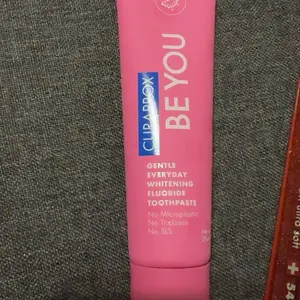 CURAPROX
BE YOU
GENTLE
EVERYDAY
WHITENING
FLUORIDE
TOOTHPASTE
No Microplastic
No Triclosan
No SLS